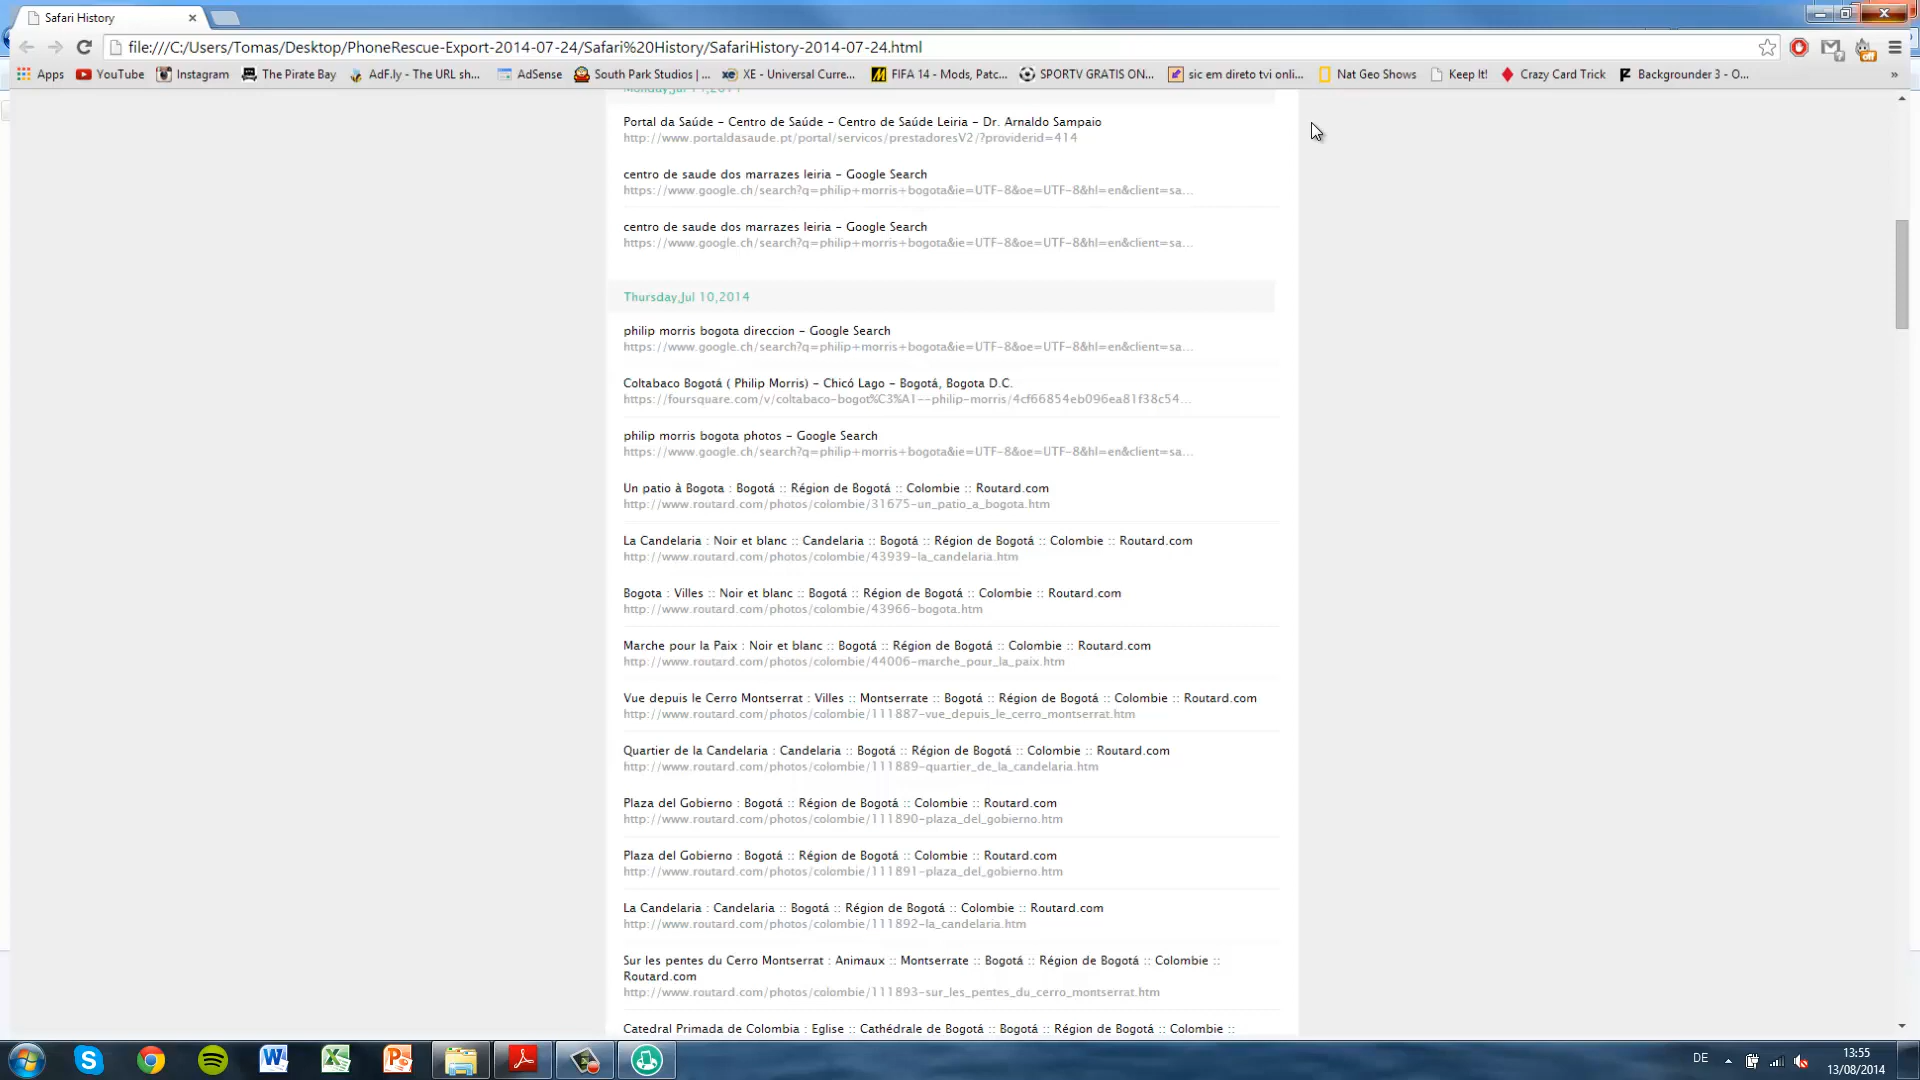 Safari History
file:///C:/Users/Tomas/Desktop/PhoneRescue-Export-2014-07-24/Safari%20History/SafariHistory-2014-07-24.html
Apps YouTube Instagram The Pirate Bay AdF.ly - The URL sh... AdSense South Park Studios | ... XE - Universal Curre... FIFA 14 - Mods, Patc... SPORTV GRATIS ON... sic em direto tvi onli... Nat Geo Shows Keep It! Crazy Card Trick Backgrounder 3 - O... »
Portal da Saúde - Centro de Saúde - Centro de Saúde Leiria - Dr. Arnaldo Sampaio
http://www.portaldasaude.pt/portal/servicos/prestadoresV2/?providerid=414
centro de saude dos marrazes leiria - Google Search
https://www.google.ch/search?q=philip+morris+bogota&ie=UTF-8&oe=UTF-8&hl=en&client=sa...
centro de saude dos marrazes leiria - Google Search
https://www.google.ch/search?q=philip+morris+bogota&ie=UTF-8&oe=UTF-8&hl=en&client=sa...
Thursday,Jul 10,2014
philip morris bogota direccion - Google Search
https://www.google.ch/search?q=philip+morris+bogota&ie=UTF-8&oe=UTF-8&hl=en&client=sa...
Coltabaco Bogotá ( Philip Morris) - Chicó Lago - Bogotá, Bogota D.C.
https://foursquare.com/v/coltabaco-bogot%C3%A1--philip-morris/4cf66854eb096ea81f38c54...
philip morris bogota photos - Google Search
https://www.google.ch/search?q=philip+morris+bogota&ie=UTF-8&oe=UTF-8&hl=en&client=sa...
Un patio à Bogota : Bogotá :: Région de Bogotá :: Colombie :: Routard.com
http://www.routard.com/photos/colombie/31675-un_patio_a_bogota.htm
La Candelaria : Noir et blanc :: Candelaria :: Bogotá :: Région de Bogotá :: Colombie :: Routard.com
http://www.routard.com/photos/colombie/43939-la_candelaria.htm
Bogota : Villes :: Noir et blanc :: Bogotá :: Région de Bogotá :: Colombie :: Routard.com
http://www.routard.com/photos/colombie/43966-bogota.htm
Marche pour la Paix : Noir et blanc :: Bogotá :: Région de Bogotá :: Colombie :: Routard.com
http://www.routard.com/photos/colombie/44006-marche_pour_la_paix.htm
Vue depuis le Cerro Montserrat : Villes :: Montserrate :: Bogotá :: Région de Bogotá :: Colombie :: Routard.com
http://www.routard.com/photos/colombie/111887-vue_depuis_le_cerro_montserrat.htm
Quartier de la Candelaria : Candelaria :: Bogotá :: Région de Bogotá :: Colombie :: Routard.com
http://www.routard.com/photos/colombie/111889-quartier_de_la_candelaria.htm
Plaza del Gobierno : Bogotá :: Région de Bogotá :: Colombie :: Routard.com
http://www.routard.com/photos/colombie/111890-plaza_del_gobierno.htm
Plaza del Gobierno : Bogotá :: Région de Bogotá :: Colombie :: Routard.com
http://www.routard.com/photos/colombie/111891-plaza_del_gobierno.htm
La Candelaria : Candelaria :: Bogotá :: Région de Bogotá :: Colombie :: Routard.com
http://www.routard.com/photos/colombie/111892-la_candelaria.htm
Sur les pentes du Cerro Montserrat : Animaux :: Montserrate :: Bogotá :: Région de Bogotá :: Colombie ::
Routard.com
http://www.routard.com/photos/colombie/111893-sur_les_pentes_du_cerro_montserrat.htm
Catedral Primada de Colombia : Eglise :: Cathédrale de Bogotá :: Bogotá :: Région de Bogotá :: Colombie ::
DE
13:55
13/08/2014